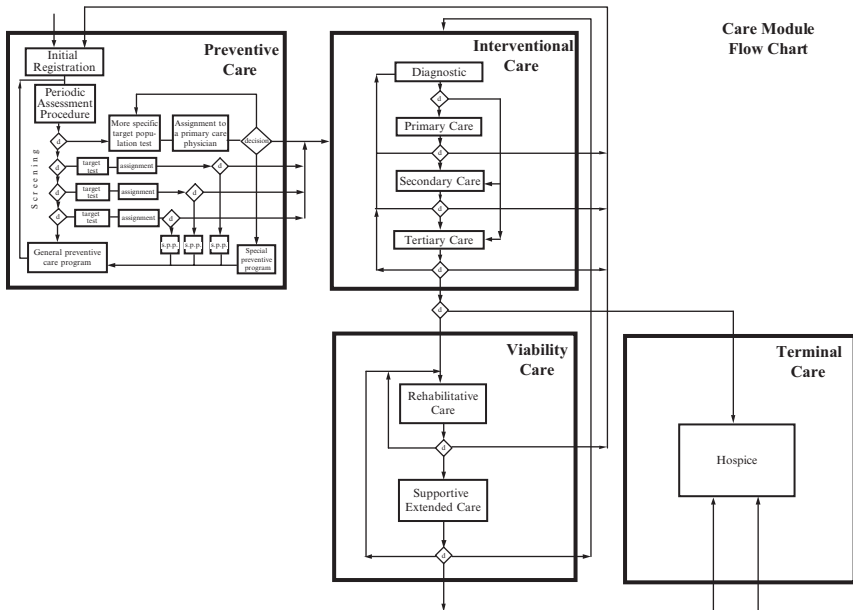 Care Module
Flow Chart
Preventive
Care
Initial
Registration
Periodic
Assessment
Procedure
More specific
target popu-
lation test
Assignment to
a primary care
physician
decision
d
Screening
d
target
test
assignment
d
d
target
test
assignment
d
d
target
test
assignment
d
s.p.p.
s.p.p.
s.p.p.
General preventive
care program
Special
preventive
program
Interventional
Care
Diagnostic
d
Primary Care
d
Secondary Care
d
Tertiary Care
d
d
Viability
Care
Rehabilitative
Care
d
Supportive
Extended Care
d
Terminal
Care
Hospice